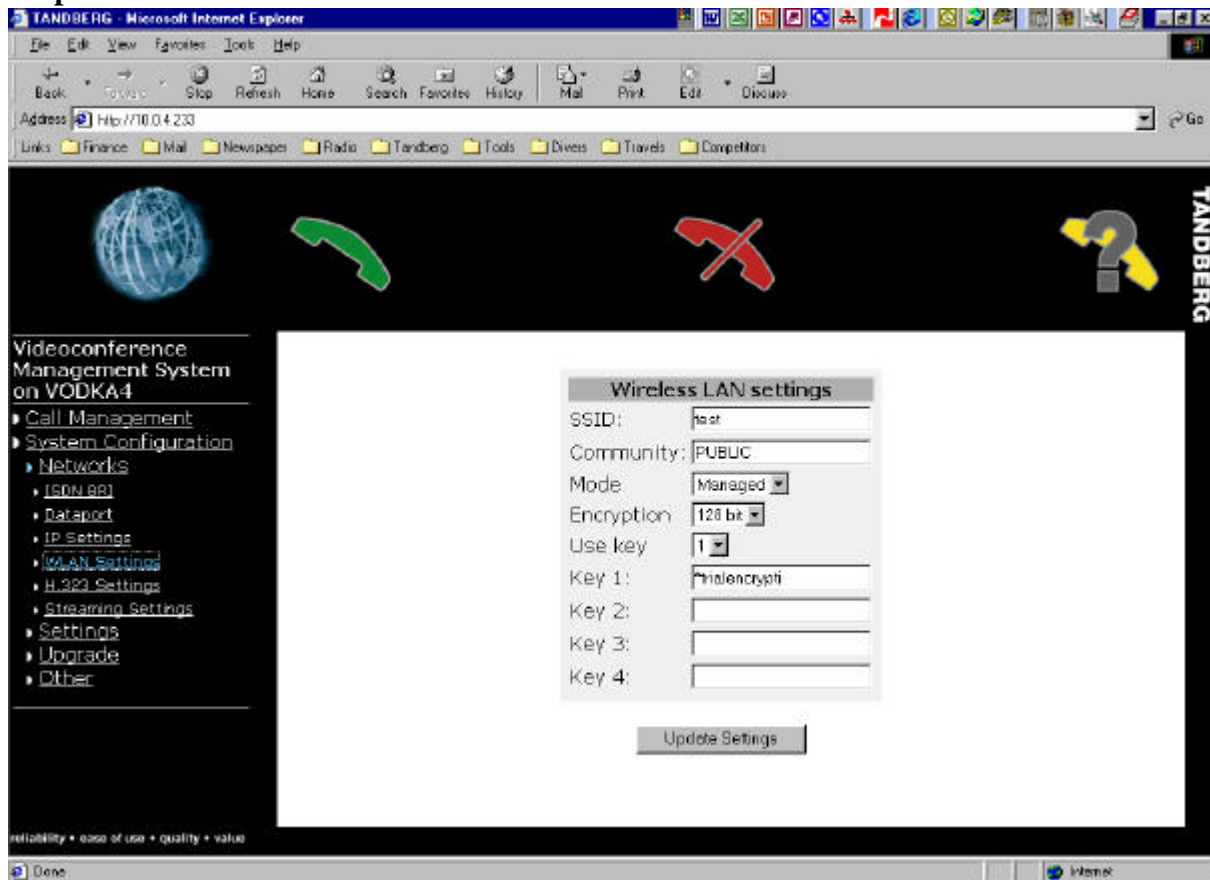 TANDBERG - Microsoft Internet Explorer
File Edit View Favorites Tools Help
Back Forward Stop Refresh Home Search Favorites History Mail Print Edit Discuss
Address http://10.0.4.233 Go
Links Finance Mail Newspaper Radio Tandberg Tools Divers Travels Competitors
TANDBERG
Videoconference
Management System
on VODKA4
Call Management
System Configuration
Networks
ISDN BRI
Dataport
IP Settings
WLAN Settings
H.323 Settings
Streaming Settings
Settings
Upgrade
Other
Wireless LAN settings
SSID: test
Community: PUBLIC
Mode Managed
Encryption 128 bit
Use key 1
Key 1: *trialencrypti
Key 2:
Key 3:
Key 4:
Update Settings
reliability • ease of use • quality • value
Done Internet